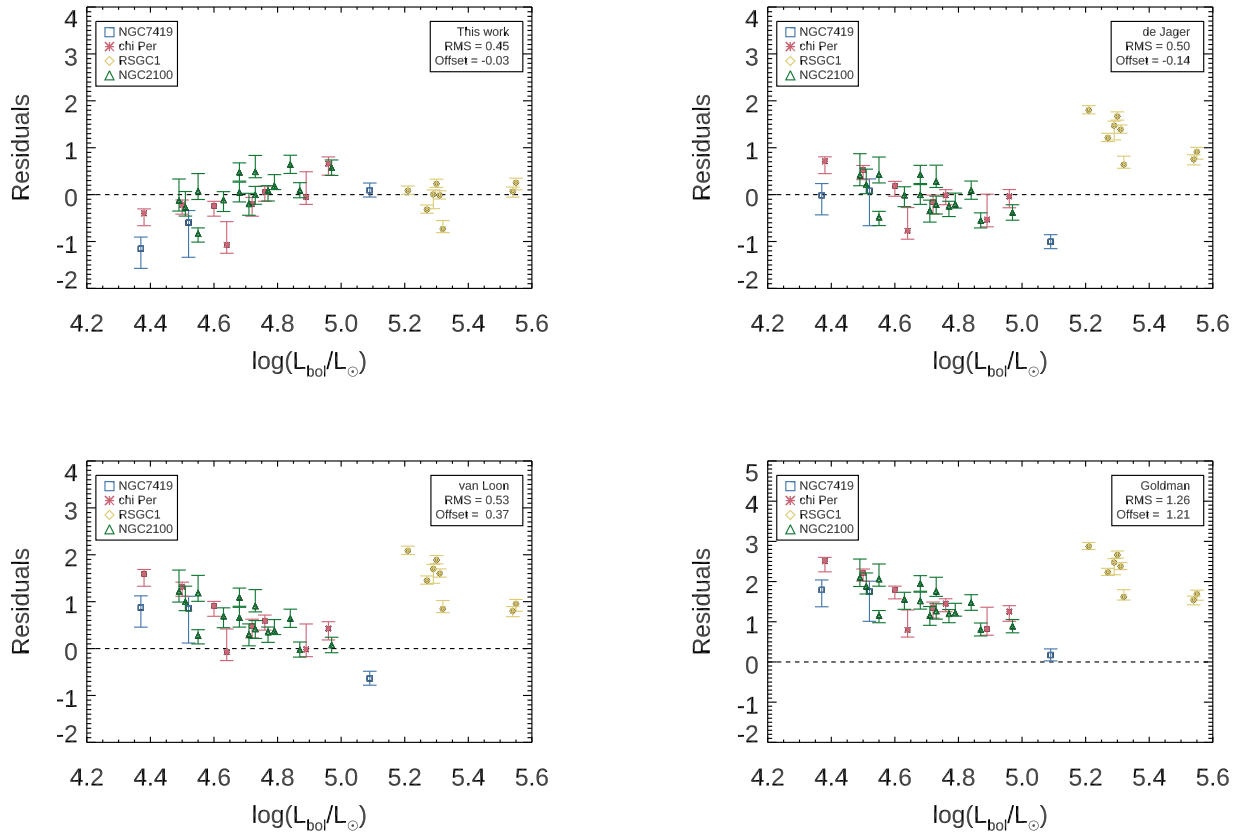 NGC7419
chi Per
RSGC1
NGC2100
This work
RMS = 0.45
Offset = -0.03
4
3
2
1
0
-1
-2
Residuals
4.2 4.4 4.6 4.8 5.0 5.2 5.4 5.6
log(L_bol/L_☉)
NGC7419
chi Per
RSGC1
NGC2100
de Jager
RMS = 0.50
Offset = -0.14
4
3
2
1
0
-1
-2
Residuals
4.2 4.4 4.6 4.8 5.0 5.2 5.4 5.6
log(L_bol/L_☉)
NGC7419
chi Per
RSGC1
NGC2100
van Loon
RMS = 0.53
Offset = 0.37
4
3
2
1
0
-1
-2
Residuals
4.2 4.4 4.6 4.8 5.0 5.2 5.4 5.6
log(L_bol/L_☉)
NGC7419
chi Per
RSGC1
NGC2100
Goldman
RMS = 1.26
Offset = 1.21
5
4
3
2
1
0
-1
-2
Residuals
4.2 4.4 4.6 4.8 5.0 5.2 5.4 5.6
log(L_bol/L_☉)